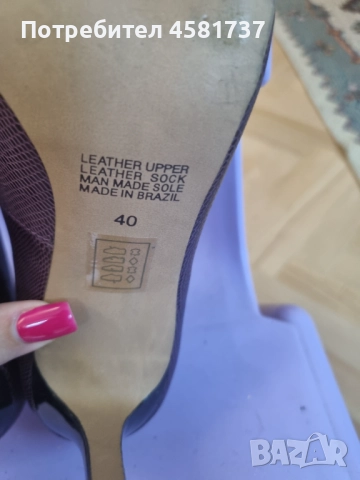 Потребител 4581737
LEATHER UPPER
LEATHER SOCK
MAN MADE SOLE
MADE IN BRAZIL
40
BAZAR